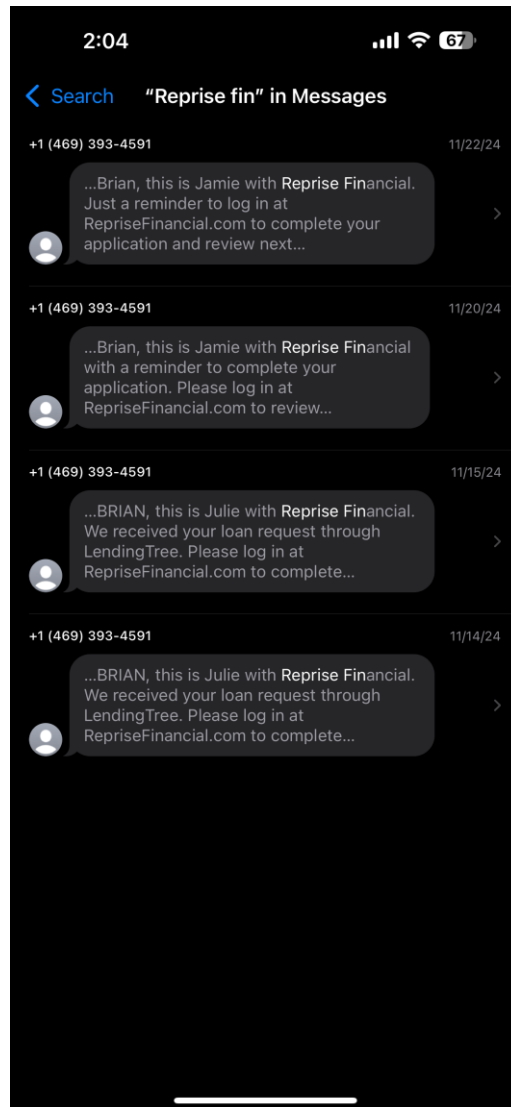 2:04
67
Search “Reprise fin” in Messages
+1 (469) 393-4591 11/22/24
...Brian, this is Jamie with Reprise Financial.
Just a reminder to log in at
RepriseFinancial.com to complete your
application and review next...
+1 (469) 393-4591 11/20/24
...Brian, this is Jamie with Reprise Financial
with a reminder to complete your
application. Please log in at
RepriseFinancial.com to review...
+1 (469) 393-4591 11/15/24
...BRIAN, this is Julie with Reprise Financial.
We received your loan request through
LendingTree. Please log in at
RepriseFinancial.com to complete...
+1 (469) 393-4591 11/14/24
...BRIAN, this is Julie with Reprise Financial.
We received your loan request through
LendingTree. Please log in at
RepriseFinancial.com to complete...